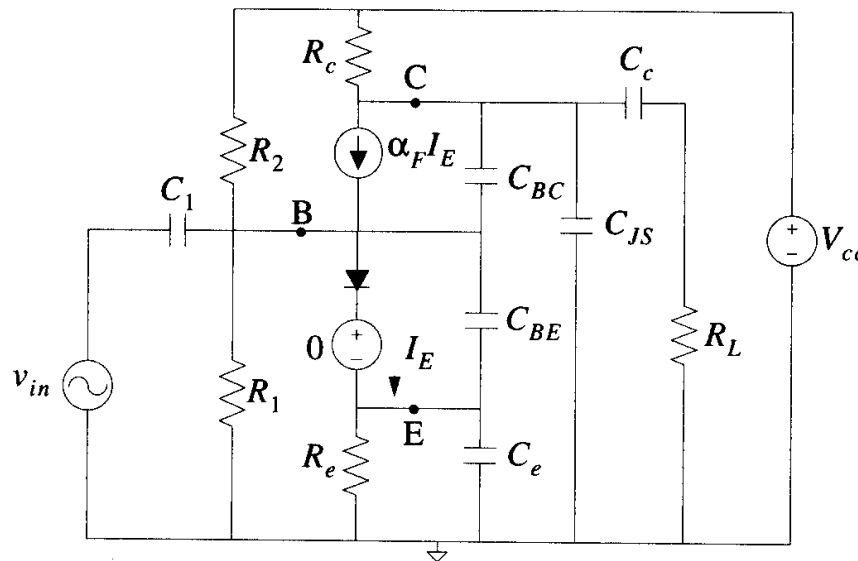 R_c
C
C_c
α_F I_E
R_2
C_BC
C_1
B
C_JS
+
−
V_cc
C_BE
+
−
0
I_E
R_L
v_in
R_1
E
R_e
C_e